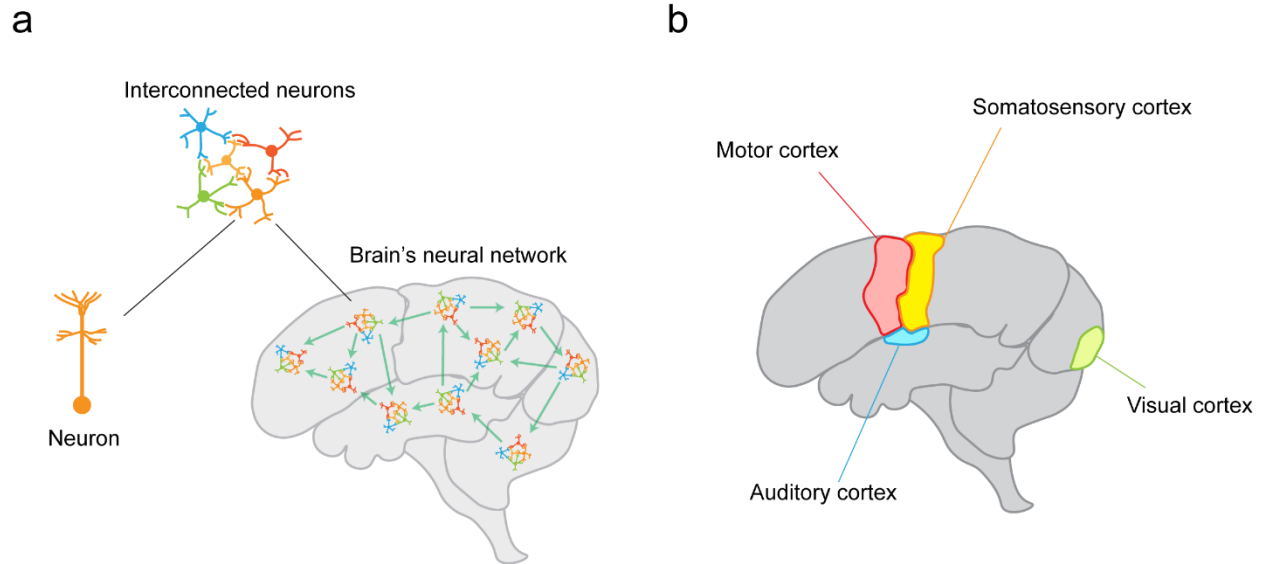 a
b
Interconnected neurons
Somatosensory cortex
Motor cortex
Brain's neural network
Neuron
Visual cortex
Auditory cortex